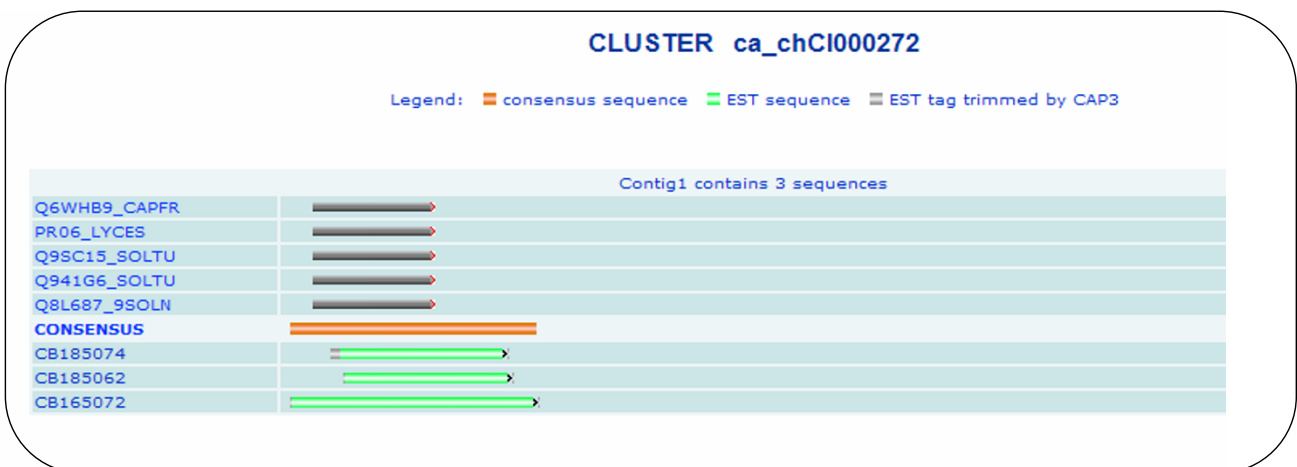 CLUSTER ca_chCl000272
Legend: consensus sequence EST sequence EST tag trimmed by CAP3
Contig1 contains 3 sequences
Q6WHB9_CAPFR
PR06_LYCES
Q9SC15_SOLTU
Q941G6_SOLTU
Q8L687_9SOLN
CONSENSUS
CB185074
CB185062
CB165072